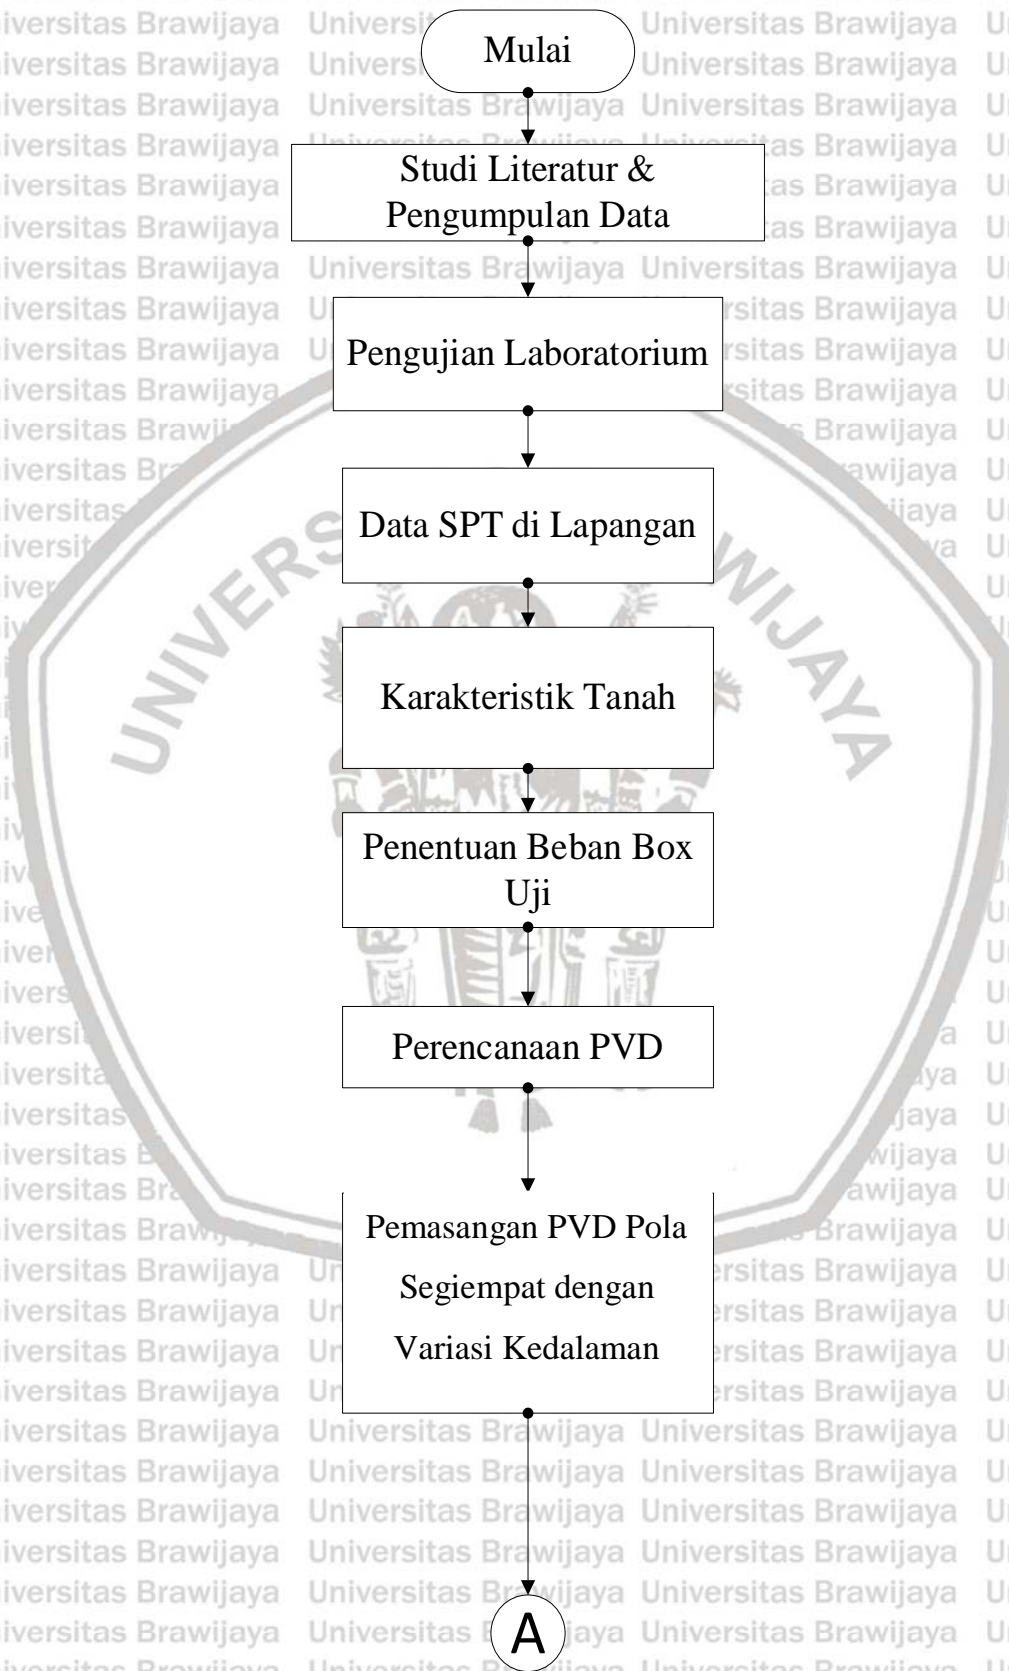 Mulai
Studi Literatur &
Pengumpulan Data
Pengujian Laboratorium
Data SPT di Lapangan
Karakteristik Tanah
Penentuan Beban Box
Uji
Perencanaan PVD
Pemasangan PVD Pola
Segiempat dengan
Variasi Kedalaman
A